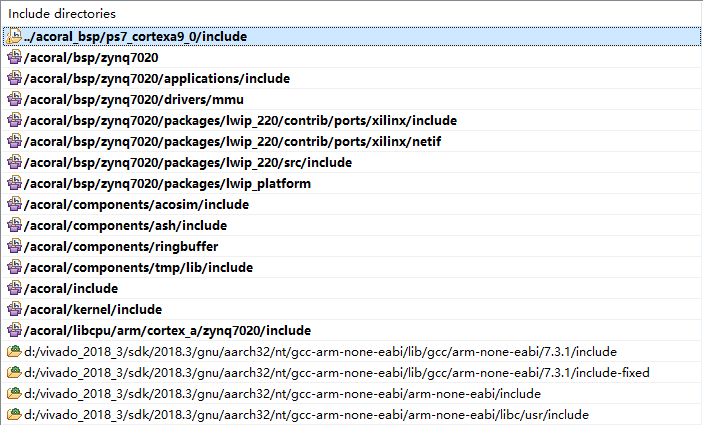 Include directories
../acoral_bsp/ps7_cortexa9_0/include
/acoral/bsp/zynq7020
/acoral/bsp/zynq7020/applications/include
/acoral/bsp/zynq7020/drivers/mmu
/acoral/bsp/zynq7020/packages/lwip_220/contrib/ports/xilinx/include
/acoral/bsp/zynq7020/packages/lwip_220/contrib/ports/xilinx/netif
/acoral/bsp/zynq7020/packages/lwip_220/src/include
/acoral/bsp/zynq7020/packages/lwip_platform
/acoral/components/acosim/include
/acoral/components/ash/include
/acoral/components/ringbuffer
/acoral/components/tmp/lib/include
/acoral/include
/acoral/kernel/include
/acoral/libcpu/arm/cortex_a/zynq7020/include
d:/vivado_2018_3/sdk/2018.3/gnu/aarch32/nt/gcc-arm-none-eabi/lib/gcc/arm-none-eabi/7.3.1/include
d:/vivado_2018_3/sdk/2018.3/gnu/aarch32/nt/gcc-arm-none-eabi/lib/gcc/arm-none-eabi/7.3.1/include-fixed
d:/vivado_2018_3/sdk/2018.3/gnu/aarch32/nt/gcc-arm-none-eabi/arm-none-eabi/include
d:/vivado_2018_3/sdk/2018.3/gnu/aarch32/nt/gcc-arm-none-eabi/arm-none-eabi/libc/usr/include